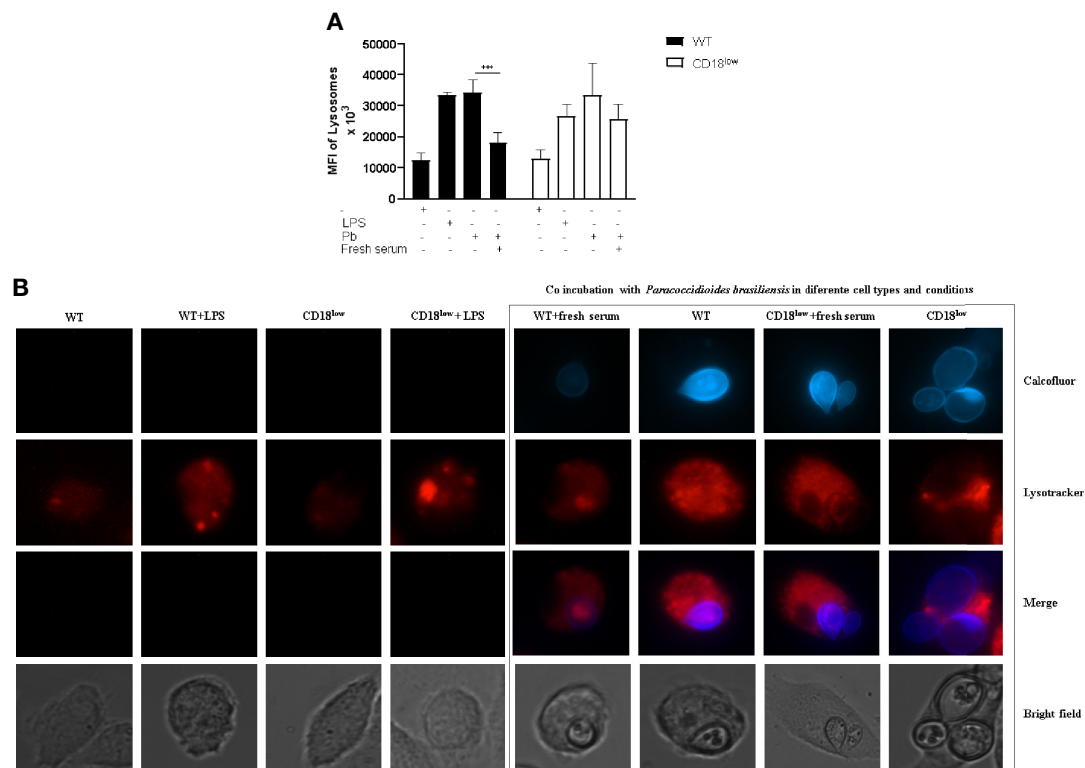 A
50000
40000
30000
20000
10000
0
MFI of Lysosomes
x 10³
***
WT
CD18low
- + - - - + - - -
LPS - + - - - + - -
Pb - - + + - - + +
Fresh serum - - - + - - - +
B
Co incubation with Paracoccidioides brasiliensis in diferente cell types and conditions
WT WT+LPS CD18low CD18low + LPS WT+fresh serum WT CD18low +fresh serum CD18low
Calcofluor
Lysotracker
Merge
Bright field